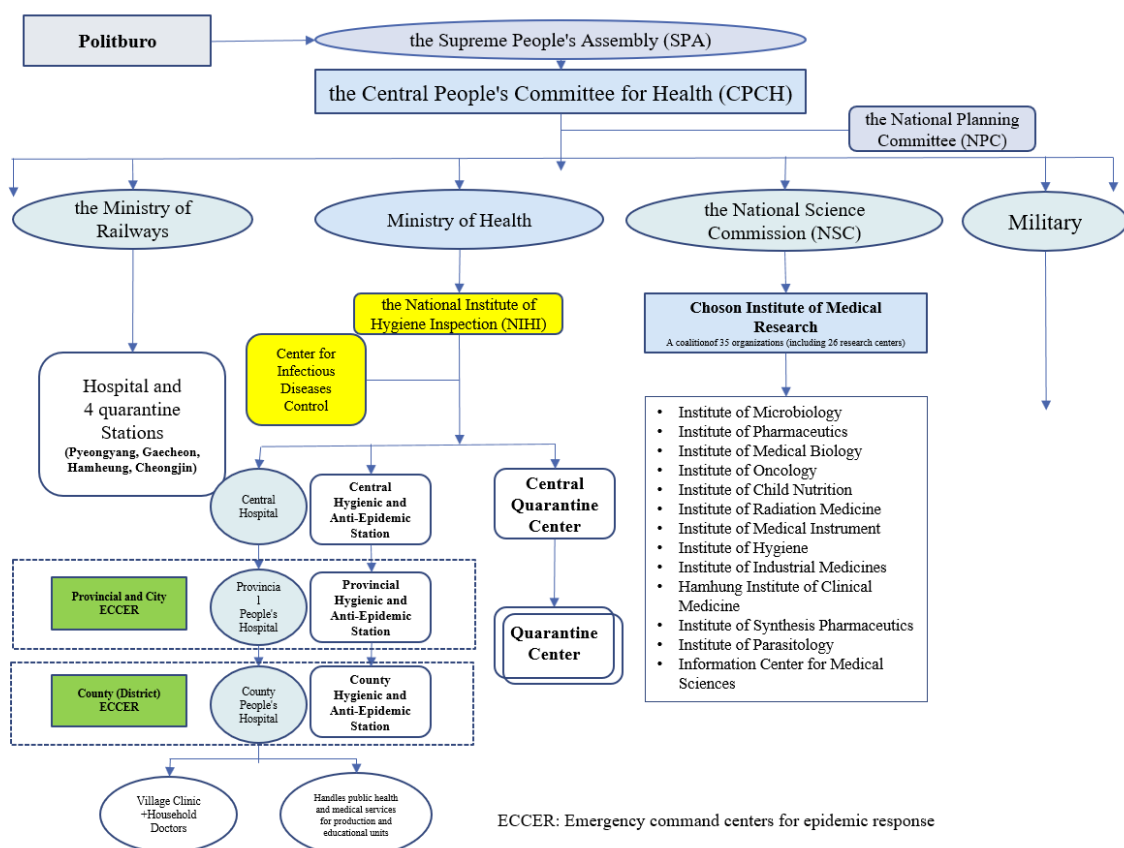 Politburo
the Supreme People's Assembly (SPA)
the Central People's Committee for Health (CPCH)
the National Planning
Committee (NPC)
the Ministry of
Railways
Ministry of Health
the National Science
Commission (NSC)
Military
the National Institute of
Hygiene Inspection (NIHI)
Choson Institute of Medical
Research
A coalitionof 35 organizations (including 26 research centers)
Center for
Infectious
Diseases
Control
Hospital and
4 quarantine
Stations
(Pyeongyang, Gaecheon,
Hamheung, Cheongjin)
• Institute of Microbiology
• Institute of Pharmaceutics
• Institute of Medical Biology
• Institute of Oncology
• Institute of Child Nutrition
• Institute of Radiation Medicine
• Institute of Medical Instrument
• Institute of Hygiene
• Institute of Industrial Medicines
• Hamhung Institute of Clinical
Medicine
• Institute of Synthesis Pharmaceutics
• Institute of Parasitology
• Information Center for Medical
Sciences
Central
Hospital
Central
Hygienic and
Anti-Epidemic
Station
Central
Quarantine
Center
Provincial and City
ECCER
Provincia
l
People's
Hospital
Provincial
Hygienic and
Anti-Epidemic
Station
Quarantine
Center
County (District)
ECCER
County
People's
Hospital
County
Hygienic and
Anti-Epidemic
Station
Village Clinic
+Household
Doctors
Handles public health
and medical services
for production and
educational units
ECCER: Emergency command centers for epidemic response